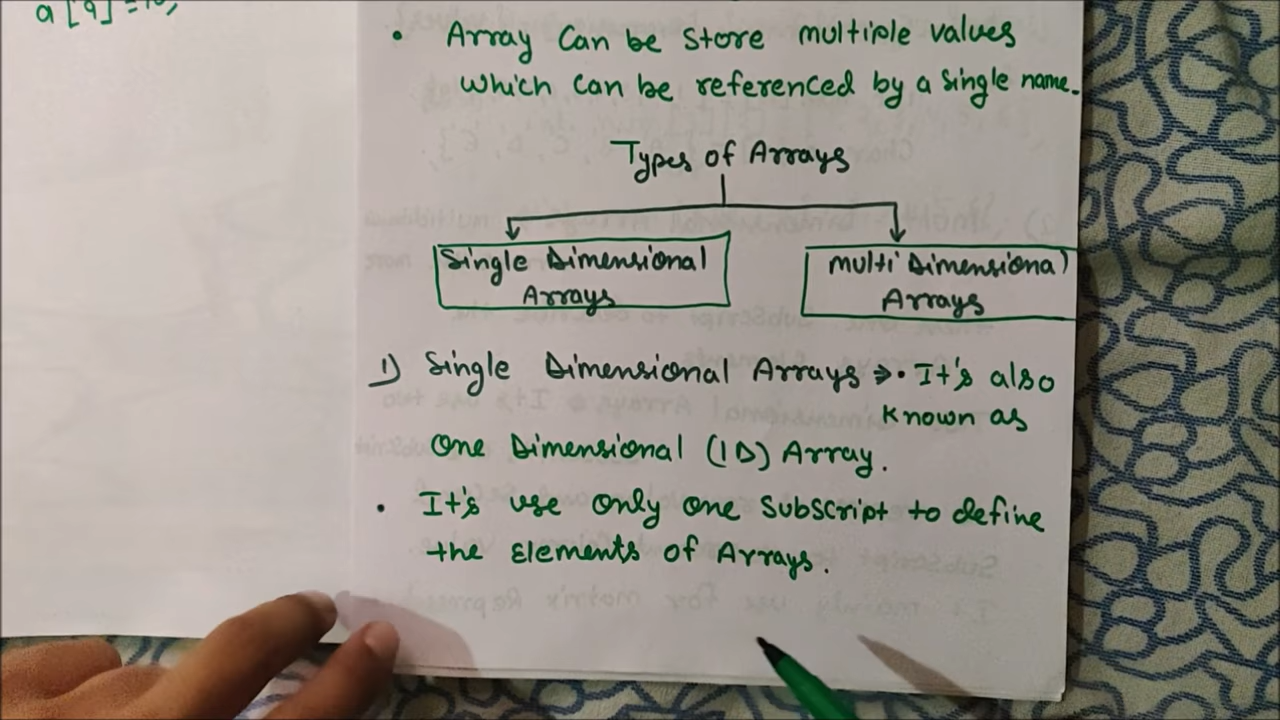 a[9]=10;
• Array Can be Store multiple values
which can be referenced by a single name.
Types of Arrays
Single Dimensional
Arrays
Multi Dimensional
Arrays
1) Single Dimensional Arrays → • It's also
known as
One Dimensional (1D) Array.
• It's use only one subscript to define
the Elements of Arrays.